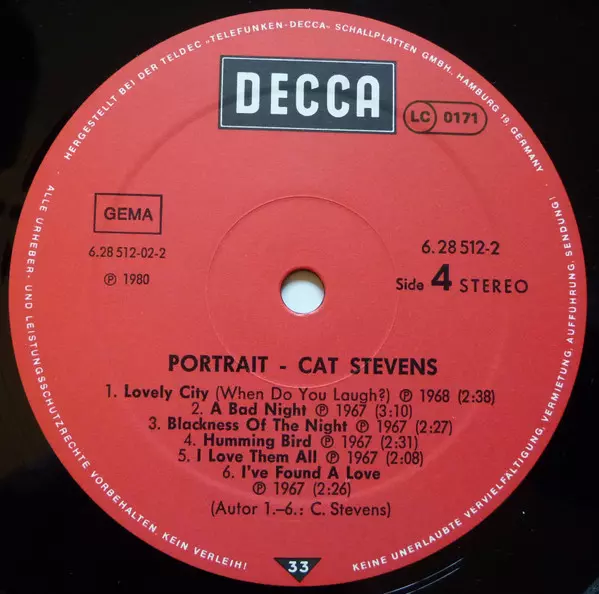 HERGESTELLT BEI DER TELDEC »TELEFUNKEN-DECCA« SCHALLPLATTEN GMBH, HAMBURG 19, GERMANY
DECCA
LC 0171
GEMA
6.28 512-02-2
℗ 1980
6.28 512-2
Side 4 STEREO
PORTRAIT - CAT STEVENS
1. Lovely City (When Do You Laugh?) ℗ 1968 (2:38)
2. A Bad Night ℗ 1967 (3:10)
3. Blackness Of The Night ℗ 1967 (2:27)
4. Humming Bird ℗ 1967 (2:31)
5. I Love Them All ℗ 1967 (2:08)
6. I've Found A Love
℗ 1967 (2:26)
(Autor 1.–6.: C. Stevens)
33
ALLE URHEBER- UND LEISTUNGSSCHUTZRECHTE VORBEHALTEN. KEIN VERLEIH!
KEINE UNERLAUBTE VERVIELFÄLTIGUNG, VERMIETUNG, AUFFÜHRUNG, SENDUNG!